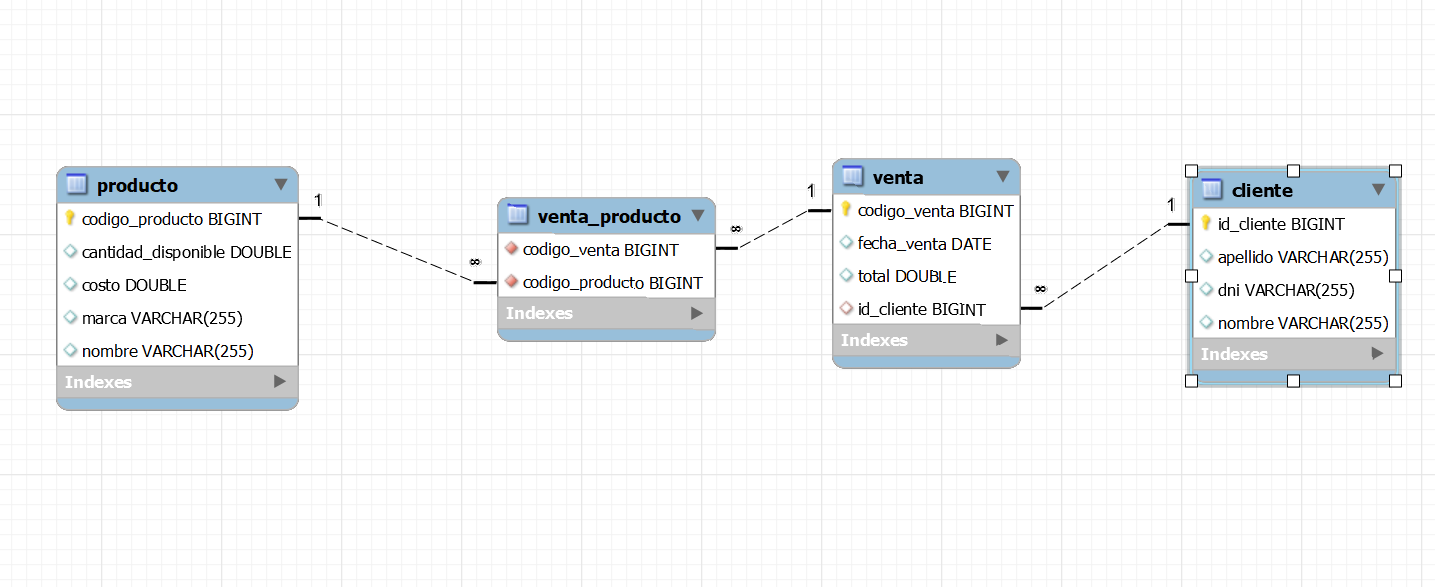 producto
codigo_producto BIGINT
cantidad_disponible DOUBLE
costo DOUBLE
marca VARCHAR(255)
nombre VARCHAR(255)
Indexes
1
∞
venta_producto
codigo_venta BIGINT
codigo_producto BIGINT
Indexes
∞
1
venta
codigo_venta BIGINT
fecha_venta DATE
total DOUBLE
id_cliente BIGINT
Indexes
∞
1
cliente
id_cliente BIGINT
apellido VARCHAR(255)
dni VARCHAR(255)
nombre VARCHAR(255)
Indexes